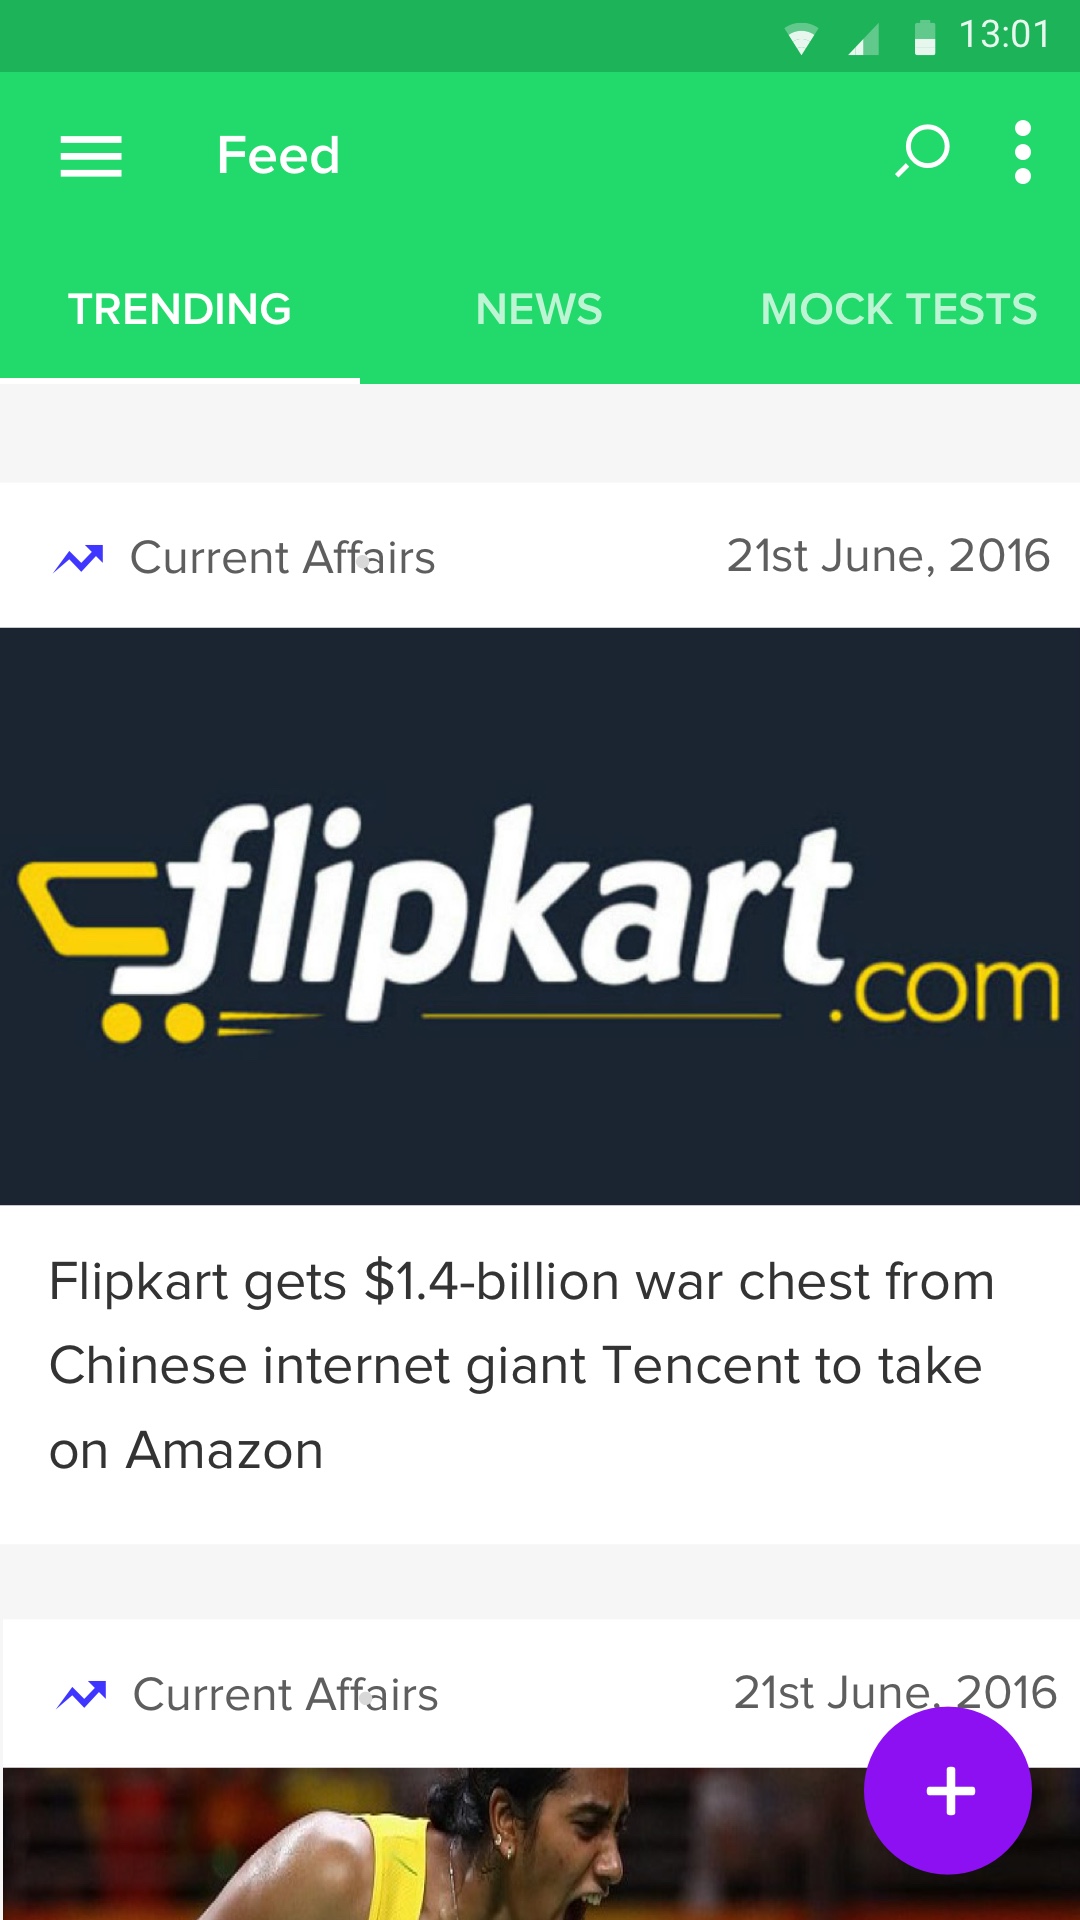 13:01
Feed
TRENDING NEWS MOCK TESTS
Current Affairs 21st June, 2016
flipkart.com
Flipkart gets $1.4-billion war chest from
Chinese internet giant Tencent to take
on Amazon
Current Affairs 21st June, 2016